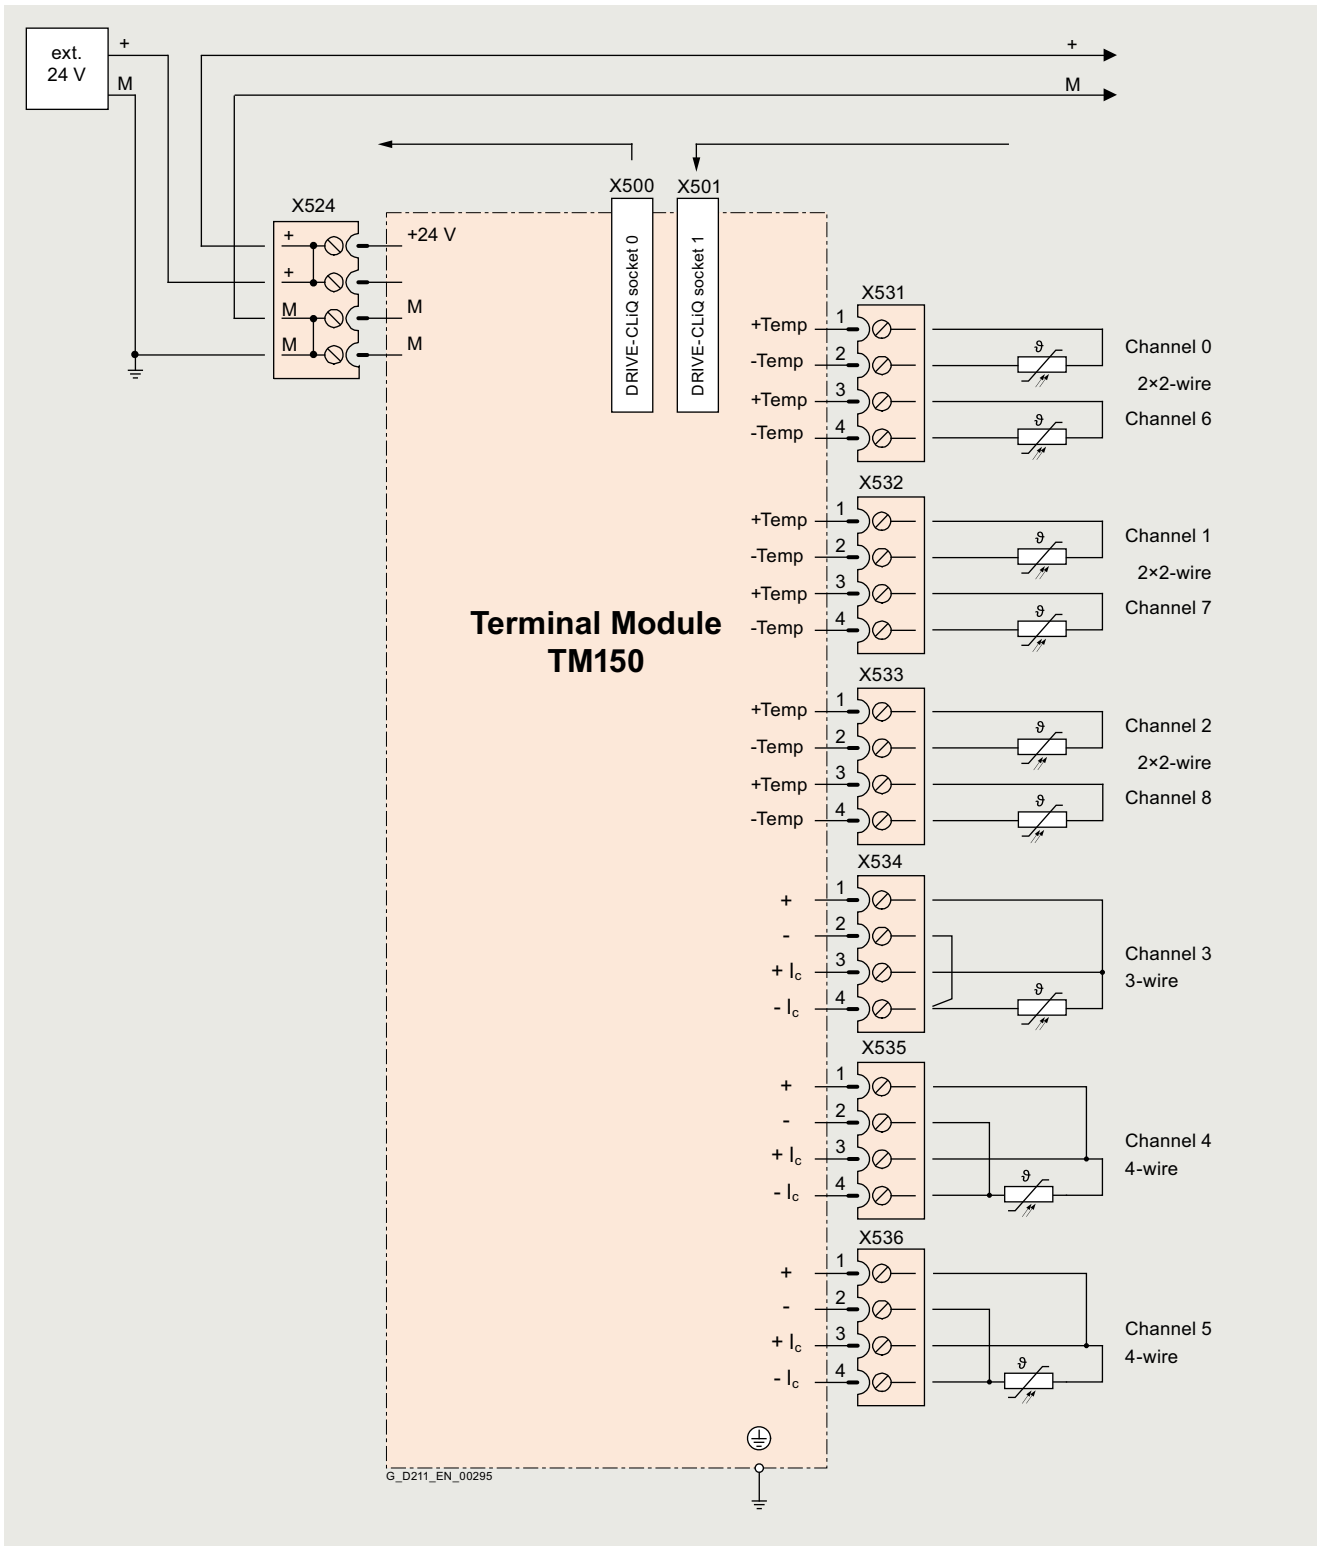 ext.
24 V
+
M
+
M
X524
+
+
M
M
+24 V
M
M
X500
X501
DRIVE-CLiQ socket 0
DRIVE-CLiQ socket 1
Terminal Module
TM150
X531
+Temp 1
-Temp 2
+Temp 3
-Temp 4
ϑ
ϑ
Channel 0
2×2-wire
Channel 6
X532
+Temp 1
-Temp 2
+Temp 3
-Temp 4
ϑ
ϑ
Channel 1
2×2-wire
Channel 7
X533
+Temp 1
-Temp 2
+Temp 3
-Temp 4
ϑ
ϑ
Channel 2
2×2-wire
Channel 8
X534
+ 1
- 2
+ Ic 3
- Ic 4
ϑ
Channel 3
3-wire
X535
+ 1
- 2
+ Ic 3
- Ic 4
ϑ
Channel 4
4-wire
X536
+ 1
- 2
+ Ic 3
- Ic 4
ϑ
Channel 5
4-wire
G_D211_EN_00295